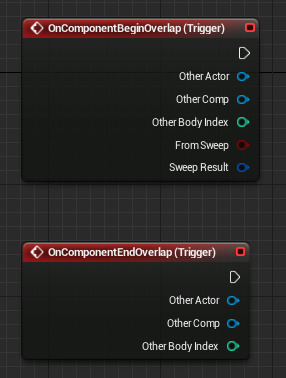 OnComponentBeginOverlap (Trigger)
Other Actor
Other Comp
Other Body Index
From Sweep
Sweep Result
OnComponentEndOverlap (Trigger)
Other Actor
Other Comp
Other Body Index